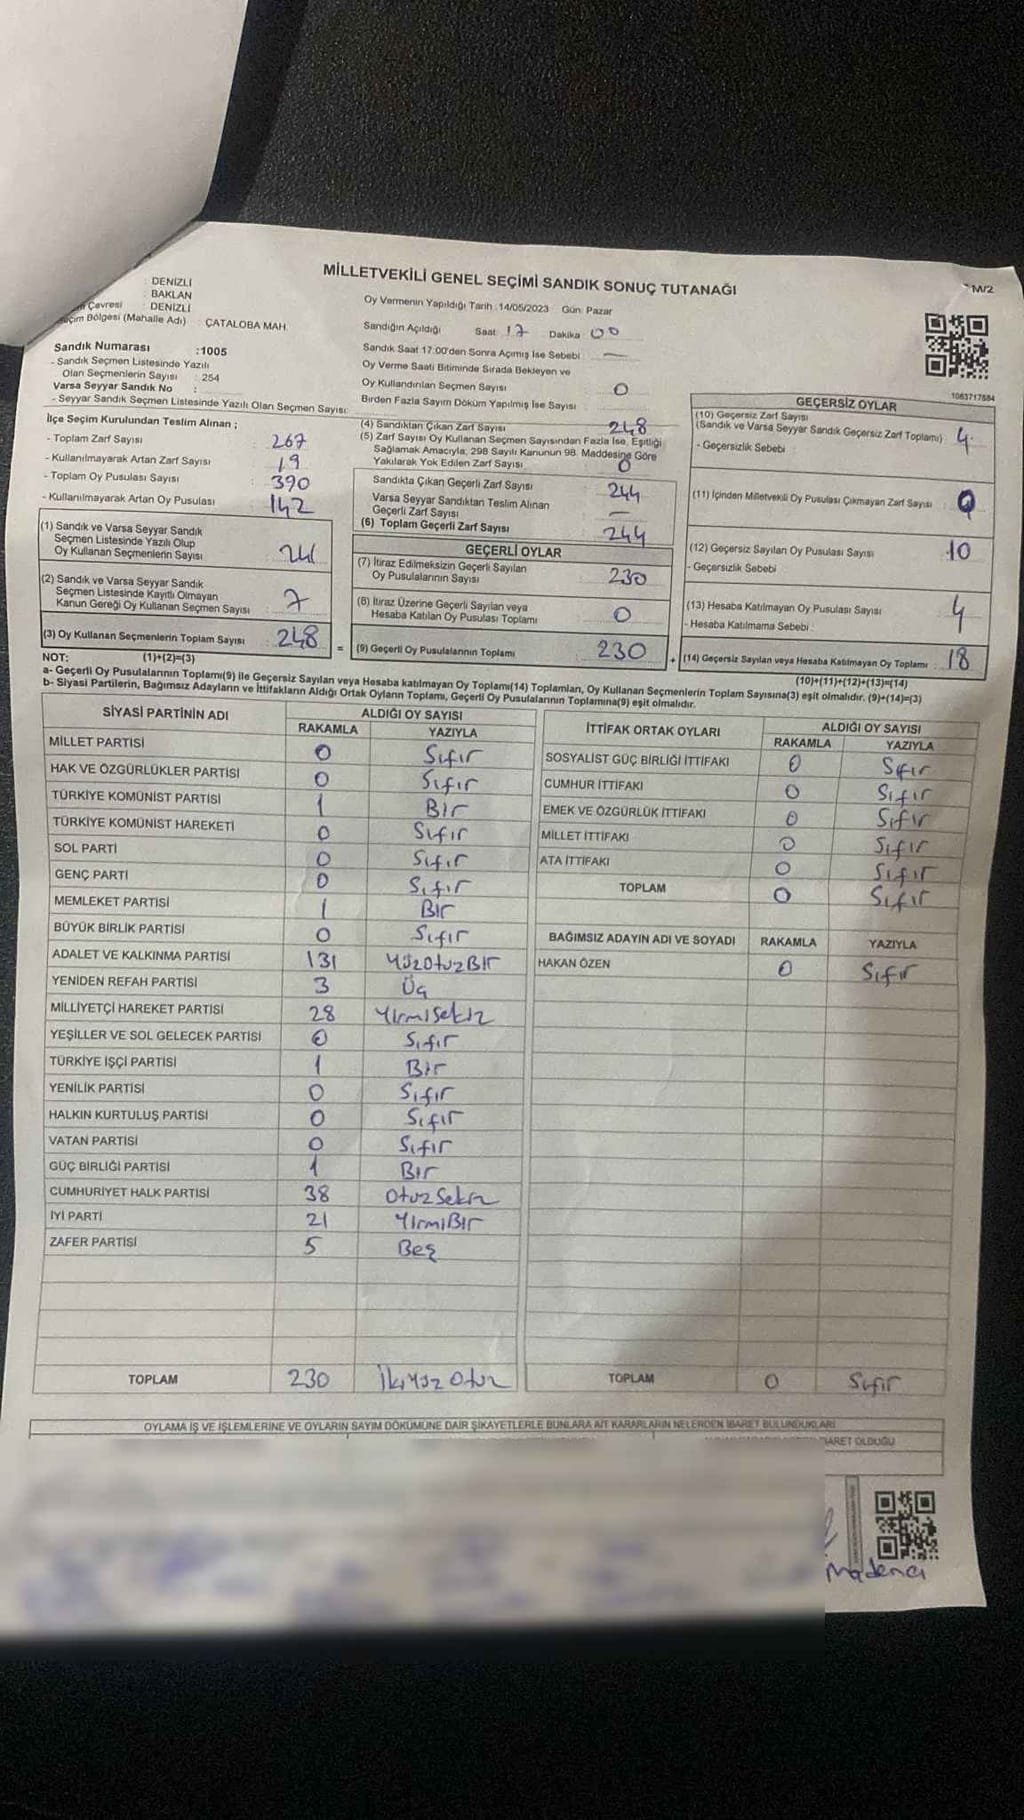 MİLLETVEKİLİ GENEL SEÇİMİ SANDIK SONUÇ TUTANAĞI
M/2
: DENİZLİ
: BAKLAN
Çevresi : DENİZLİ
Seçim Bölgesi (Mahalle Adı) : ÇATALOBA MAH.
Sandık Numarası :1005
- Sandık Seçmen Listesinde Yazılı
Olan Seçmenlerin Sayısı : 254
Varsa Seyyar Sandık No :
- Seyyar Sandık Seçmen Listesinde Yazılı Olan Seçmen Sayısı:
Oy Vermenin Yapıldığı Tarih :14/05/2023 Gün: Pazar
Sandığın Açıldığı Saat 17 Dakika 00
Sandık Saat 17.00'den Sonra Açımış İse Sebebi : —
Oy Verme Saati Bitiminde Sırada Bekleyen ve
Oy Kullandırılan Seçmen Sayısı : 0
Birden Fazla Sayım Döküm Yapılmış İse Sayısı :
1083717684
İlçe Seçim Kurulundan Teslim Alınan ;
- Toplam Zarf Sayısı : 267
- Kullanılmayarak Artan Zarf Sayısı : 19
- Toplam Oy Pusulası Sayısı : 390
- Kullanılmayarak Artan Oy Pusulası : 142
(1) Sandık ve Varsa Seyyar Sandık
Seçmen Listesinde Yazılı Olup
Oy Kullanan Seçmenlerin Sayısı : 241
(2) Sandık ve Varsa Seyyar Sandık
Seçmen Listesinde Kayıtlı Olmayan
Kanun Gereği Oy Kullanan Seçmen Sayısı : 7
(3) Oy Kullanan Seçmenlerin Toplam Sayısı : 248
(4) Sandıktan Çıkan Zarf Sayısı : 248
(5) Zarf Sayısı Oy Kullanan Seçmen Sayısından Fazla İse, Eşitliği
Sağlamak Amacıyla, 298 Sayılı Kanunun 98. Maddesine Göre
Yakılarak Yok Edilen Zarf Sayısı : 0
Sandıkta Çıkan Geçerli Zarf Sayısı : 244
Varsa Seyyar Sandıktan Teslim Alınan
Geçerli Zarf Sayısı : —
(6) Toplam Geçerli Zarf Sayısı : 244
GEÇERLİ OYLAR
(7) İtiraz Edilmeksizin Geçerli Sayılan
Oy Pusulalarının Sayısı : 230
(8) İtiraz Üzerine Geçerli Sayılan veya
Hesaba Katılan Oy Pusulası Toplamı : 0
= (9) Geçerli Oy Pusulalarının Toplamı : 230
GEÇERSİZ OYLAR
(10) Geçersiz Zarf Sayısı
(Sandık ve Varsa Seyyar Sandık Geçersiz Zarf Toplamı) : 4
- Geçersizlik Sebebi :
(11) İçinden Milletvekili Oy Pusulası Çıkmayan Zarf Sayısı :
(12) Geçersiz Sayılan Oy Pusulası Sayısı : 10
- Geçersizlik Sebebi :
(13) Hesaba Katılmayan Oy Pusulası Sayısı : 4
- Hesaba Katılmama Sebebi :
+ (14) Geçersiz Sayılan veya Hesaba Katılmayan Oy Toplamı : 18
NOT: (1)+(2)=(3)
(10)+(11)+(12)+(13)=(14)
a- Geçerli Oy Pusulalarının Toplamı(9) ile Geçersiz Sayılan veya Hesaba katılmayan Oy Toplamı(14) Toplamları, Oy Kullanan Seçmenlerin Toplam Sayısına(3) eşit olmalıdır. (9)+(14)=(3)
b- Siyasi Partilerin, Bağımsız Adayların ve İttifakların Aldığı Ortak Oyların Toplamı, Geçerli Oy Pusulalarının Toplamına(9) eşit olmalıdır.
SİYASİ PARTİNİN ADI ALDIĞI OY SAYISI
RAKAMLA YAZIYLA
MİLLET PARTİSİ 0 Sıfır
HAK VE ÖZGÜRLÜKLER PARTİSİ 0 Sıfır
TÜRKİYE KOMÜNİST PARTİSİ 1 Bir
TÜRKİYE KOMÜNİST HAREKETİ 0 Sıfır
SOL PARTİ 0 Sıfır
GENÇ PARTİ 0 Sıfır
MEMLEKET PARTİSİ 1 Bir
BÜYÜK BİRLİK PARTİSİ 0 Sıfır
ADALET VE KALKINMA PARTİSİ 131 YüzOtuzBir
YENİDEN REFAH PARTİSİ 3 Üç
MİLLİYETÇİ HAREKET PARTİSİ 28 Yirmisekiz
YEŞİLLER VE SOL GELECEK PARTİSİ 0 Sıfır
TÜRKİYE İŞÇİ PARTİSİ 1 Bir
YENİLİK PARTİSİ 0 Sıfır
HALKIN KURTULUŞ PARTİSİ 0 Sıfır
VATAN PARTİSİ 0 Sıfır
GÜÇ BİRLİĞİ PARTİSİ 1 Bir
CUMHURİYET HALK PARTİSİ 38 OtuzSekiz
İYİ PARTİ 21 YirmiBir
ZAFER PARTİSİ 5 Beş
TOPLAM 230 İkiYüz Otuz
İTTİFAK ORTAK OYLARI ALDIĞI OY SAYISI
RAKAMLA YAZIYLA
SOSYALİST GÜÇ BİRLİĞİ İTTİFAKI 0 Sıfır
CUMHUR İTTİFAKI 0 Sıfır
EMEK VE ÖZGÜRLÜK İTTİFAKI 0 Sıfır
MİLLET İTTİFAKI 0 Sıfır
ATA İTTİFAKI 0 Sıfır
TOPLAM 0 Sıfır
BAĞIMSIZ ADAYIN ADI VE SOYADI RAKAMLA YAZIYLA
HAKAN ÖZEN 0 Sıfır
TOPLAM 0 Sıfır
OYLAMA İŞ VE İŞLEMLERİNE VE OYLARIN SAYIM DÖKÜMÜNE DAİR ŞİKAYETLERLE BUNLARA AİT KARARLARIN NELERDEN İBARET BULUNDUKLARI
İBARET OLDUĞU
Madenci